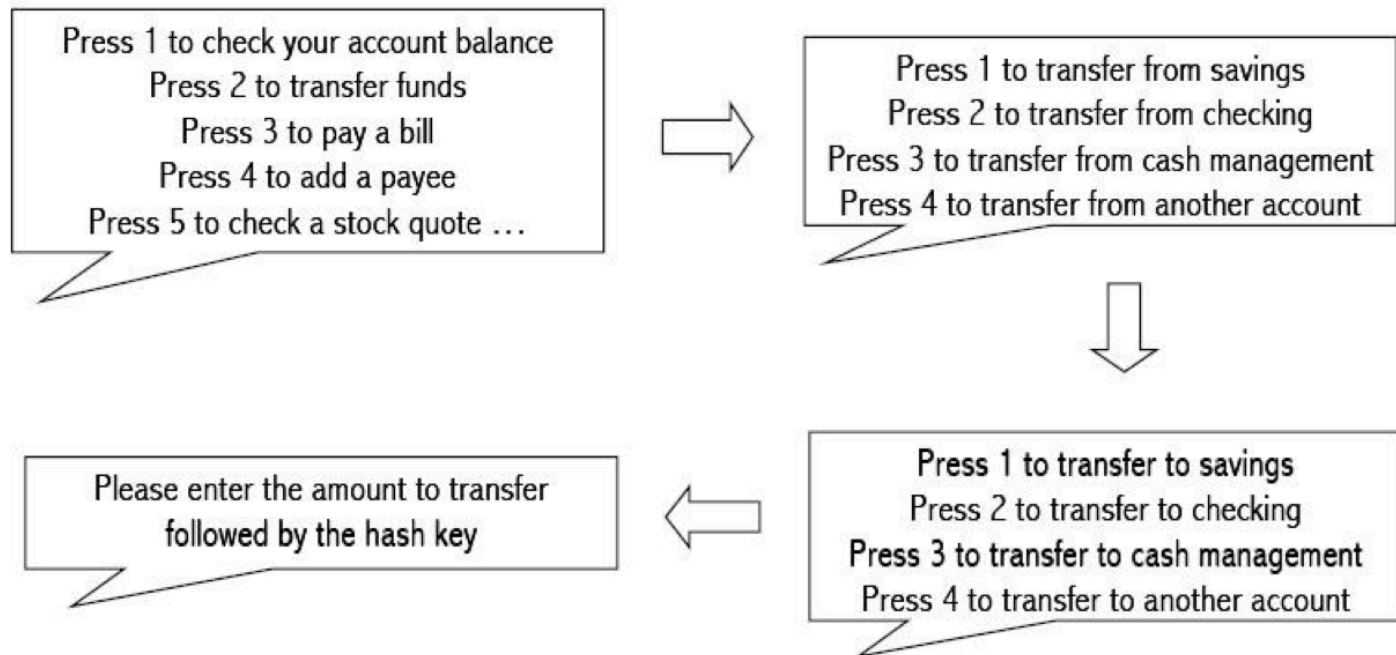 Press 1 to check your account balance
Press 2 to transfer funds
Press 3 to pay a bill
Press 4 to add a payee
Press 5 to check a stock quote …
Press 1 to transfer from savings
Press 2 to transfer from checking
Press 3 to transfer from cash management
Press 4 to transfer from another account
Press 1 to transfer to savings
Press 2 to transfer to checking
Press 3 to transfer to cash management
Press 4 to transfer to another account
Please enter the amount to transfer
followed by the hash key